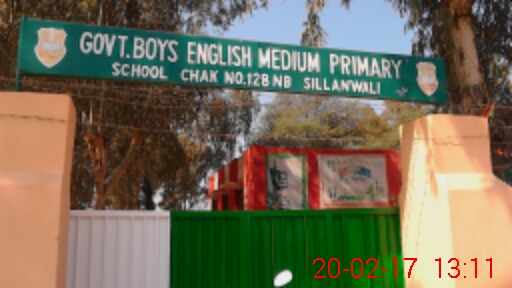 GOVT.BOYS ENGLISH MEDIUM PRIMARY
SCHOOL CHAK NO.128 NB SILLANWALI
20-02-17 13:11